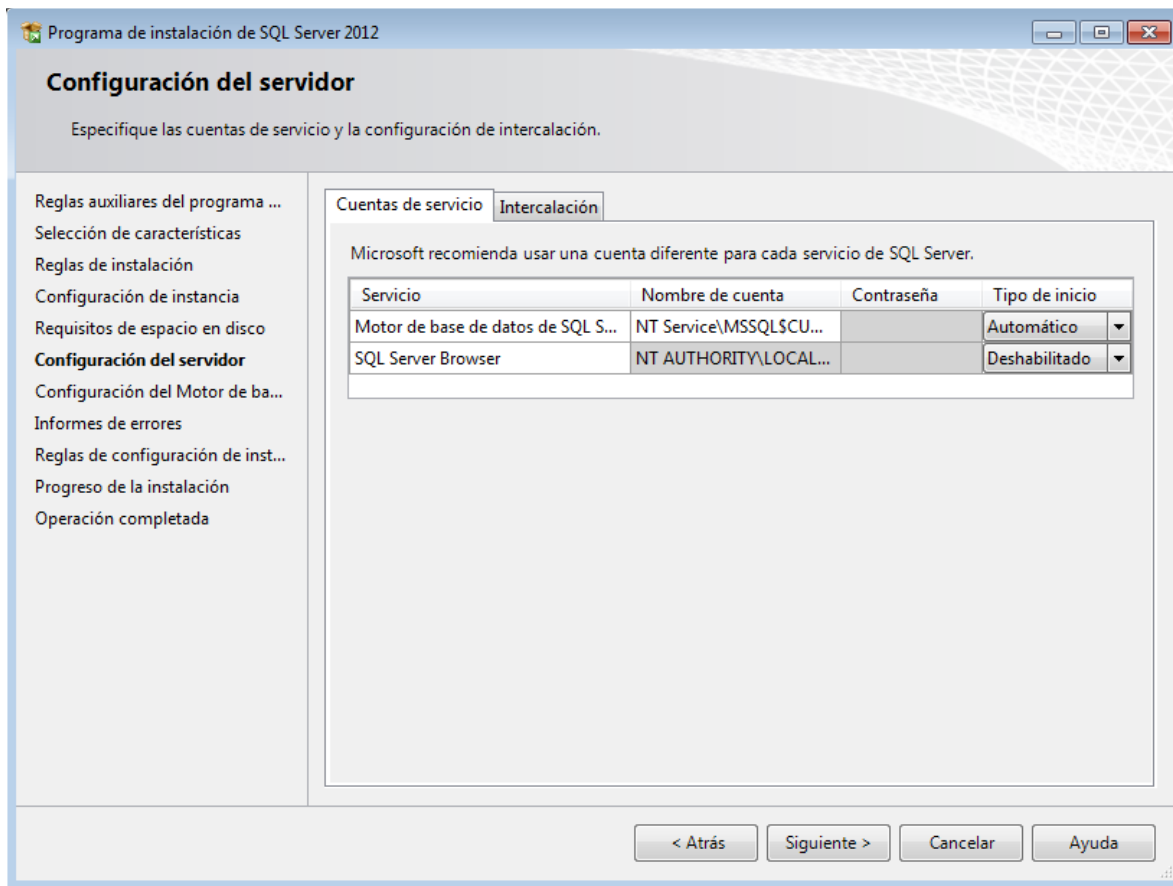 Programa de instalación de SQL Server 2012
Configuración del servidor
Especifique las cuentas de servicio y la configuración de intercalación.
Reglas auxiliares del programa ...
Selección de características
Reglas de instalación
Configuración de instancia
Requisitos de espacio en disco
Configuración del servidor
Configuración del Motor de ba...
Informes de errores
Reglas de configuración de inst...
Progreso de la instalación
Operación completada
Cuentas de servicio Intercalación
Microsoft recomienda usar una cuenta diferente para cada servicio de SQL Server.
Servicio Nombre de cuenta Contraseña Tipo de inicio
Motor de base de datos de SQL S... NT Service\MSSQL$CU... Automático
SQL Server Browser NT AUTHORITY\LOCAL... Deshabilitado
< Atrás Siguiente > Cancelar Ayuda